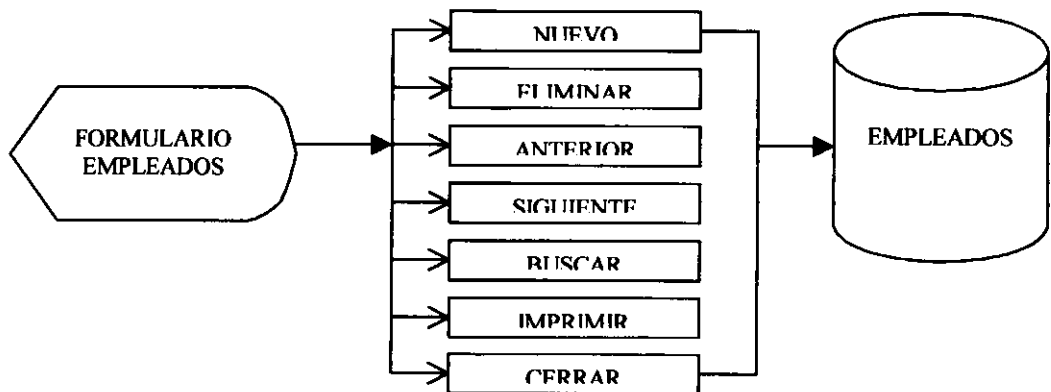 FORMULARIO
EMPLEADOS
NUEVO
ELIMINAR
ANTERIOR
SIGUIENTE
BUSCAR
IMPRIMIR
CERRAR
EMPLEADOS